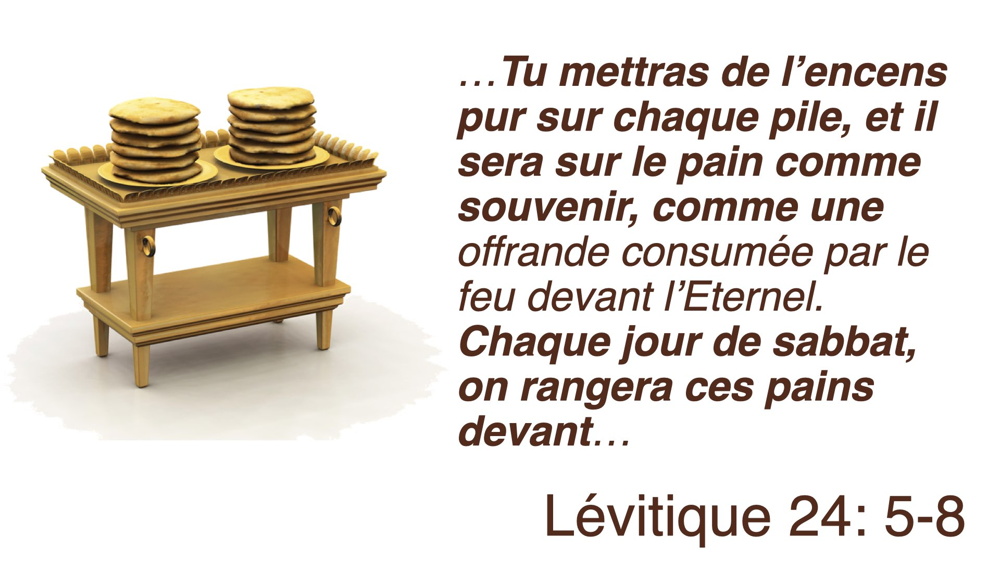 …Tu mettras de l’encens
pur sur chaque pile, et il
sera sur le pain comme
souvenir, comme une
offrande consumée par le
feu devant l’Eternel.
Chaque jour de sabbat,
on rangera ces pains
devant…
Lévitique 24: 5-8